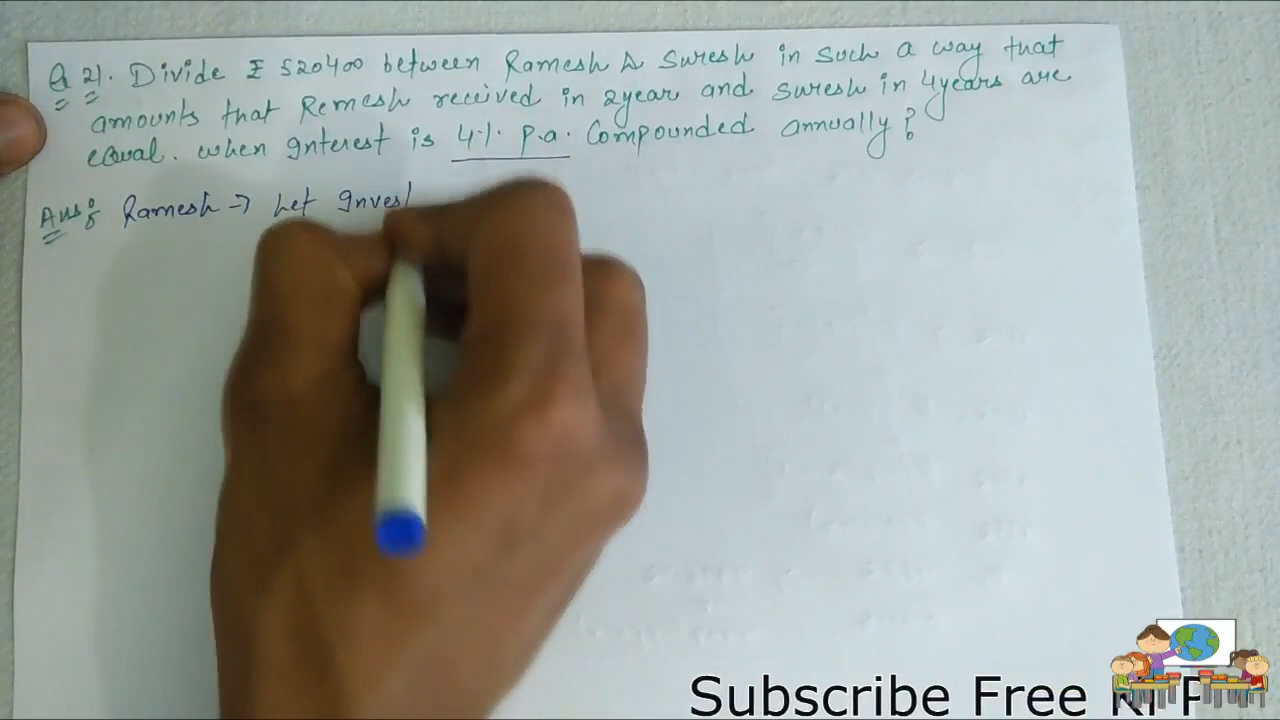 Q 21. Divide ₹ 520400 between Ramesh & Suresh in such a way that
amounts that Remesh received in 2year and Suresh in 4years are
equal. when Interest is 4% p.a. Compounded annually?
Ans: Ramesh → Let Invest
Subscribe Free